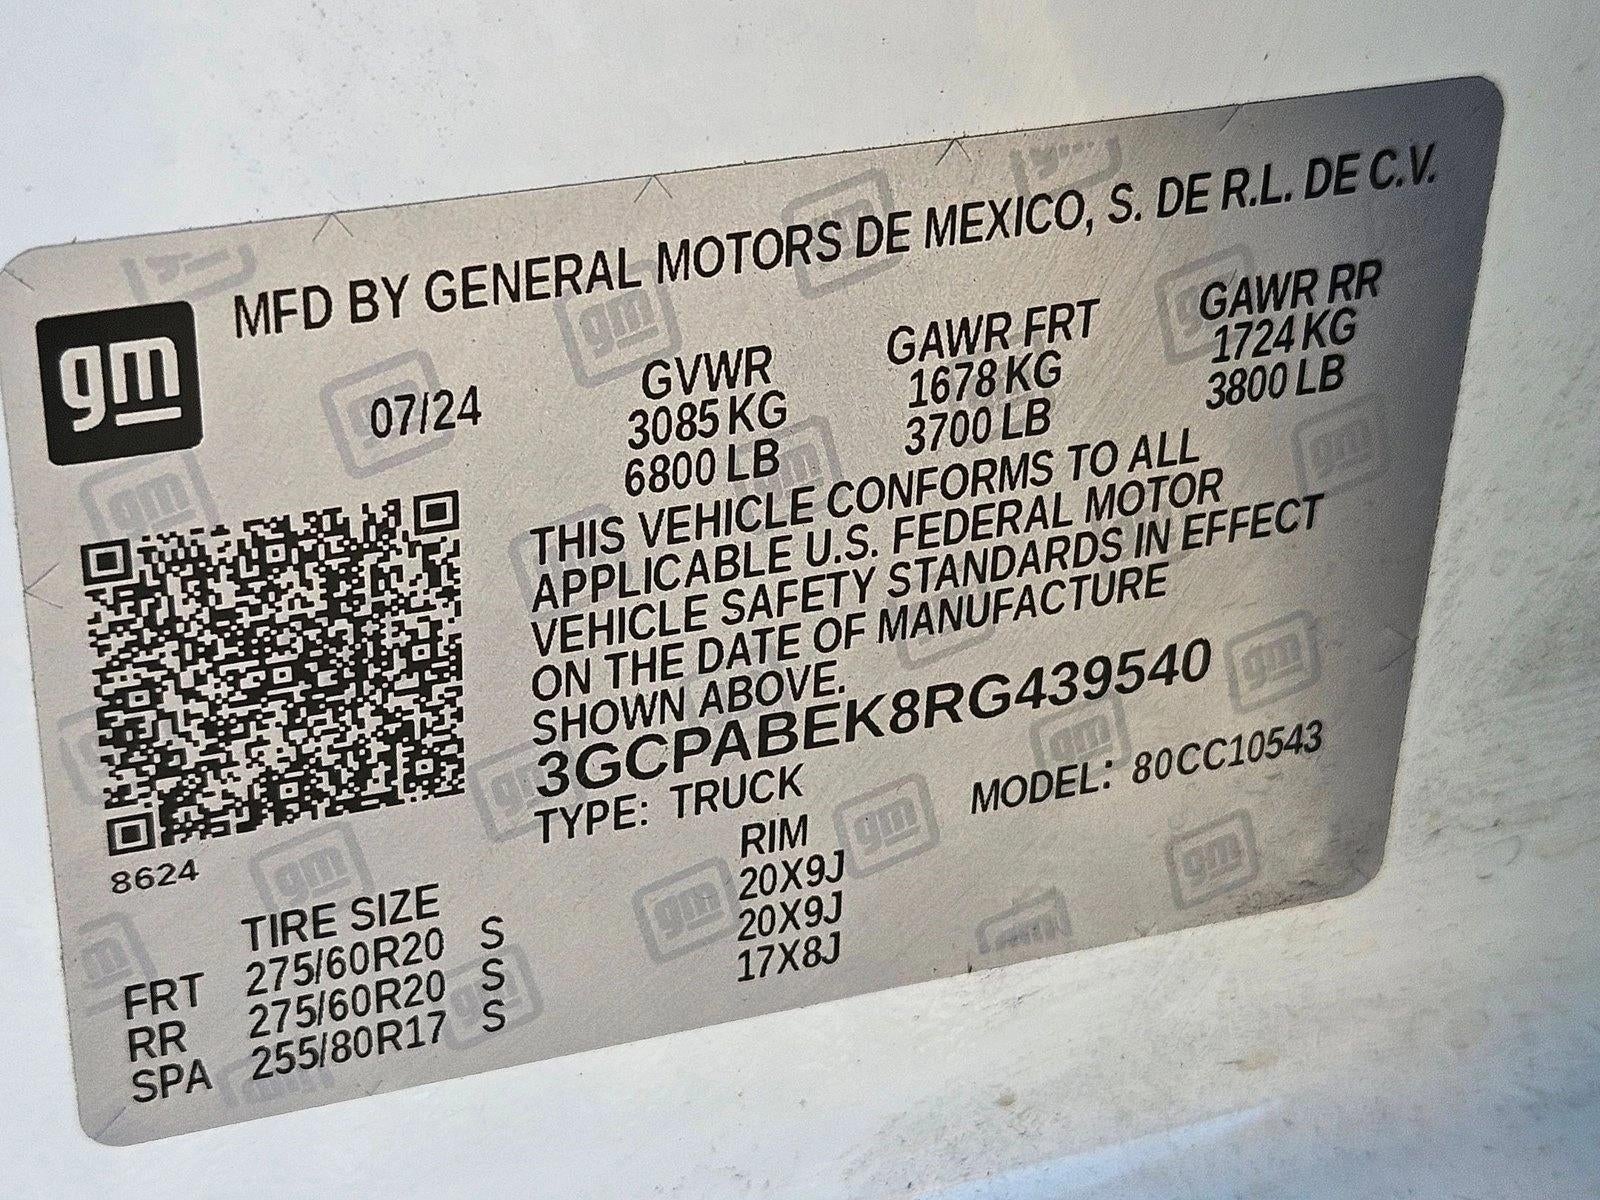 MFD BY GENERAL MOTORS DE MEXICO, S. DE R.L. DE C.V.
gm
07/24
GVWR GAWR FRT GAWR RR
3085 KG 1678 KG 1724 KG
6800 LB 3700 LB 3800 LB
THIS VEHICLE CONFORMS TO ALL
APPLICABLE U.S. FEDERAL MOTOR
VEHICLE SAFETY STANDARDS IN EFFECT
ON THE DATE OF MANUFACTURE
SHOWN ABOVE.
3GCPABEK8RG439540
TYPE: TRUCK MODEL: 80CC10543
8624
TIRE SIZE RIM
FRT 275/60R20 S 20X9J
RR 275/60R20 S 20X9J
SPA 255/80R17 S 17X8J